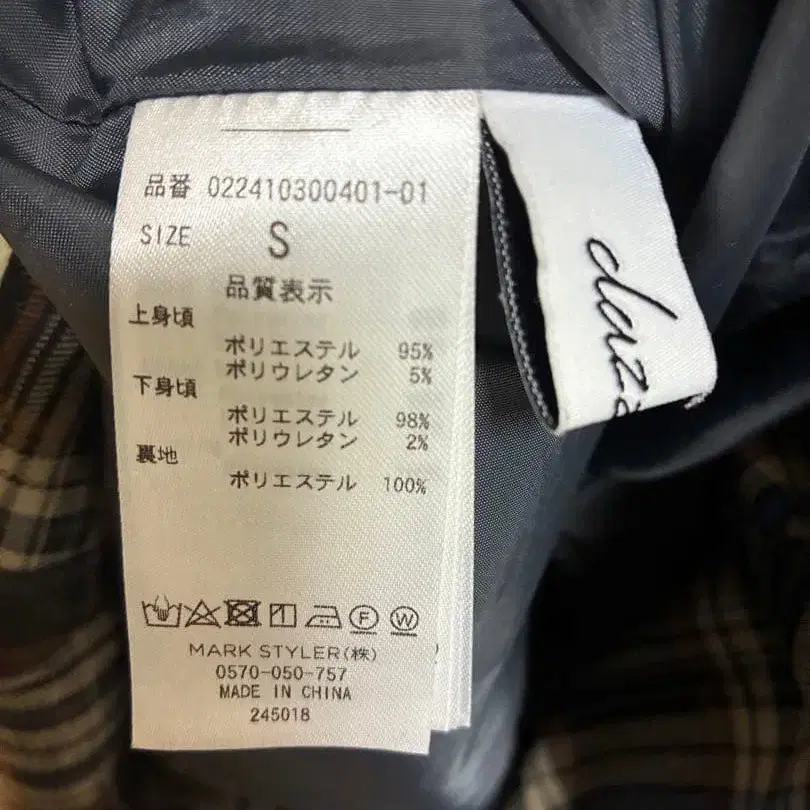 品番 022410300401-01
SIZE S
品質表示
上身頃
ポリエステル 95%
ポリウレタン 5%
下身頃
ポリエステル 98%
ポリウレタン 2%
裏地
ポリエステル 100%
F W
MARK STYLER(株)
0570-050-757
MADE IN CHINA
245018